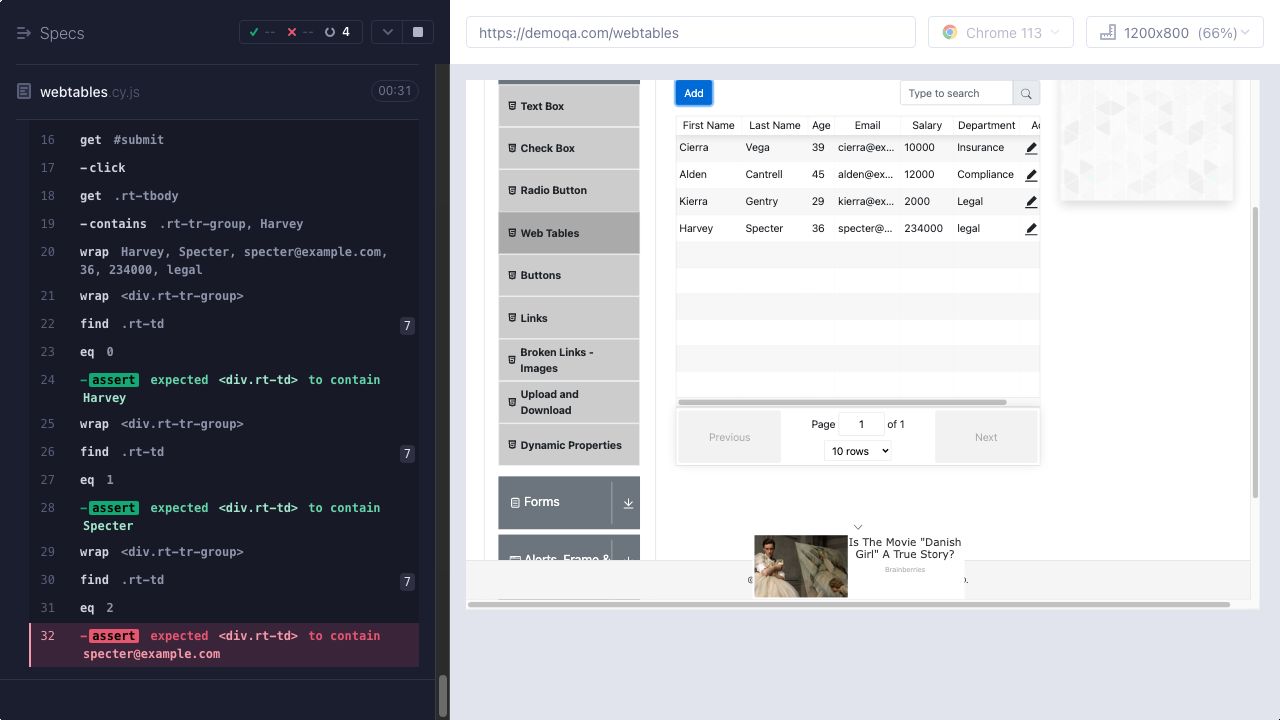 Specs
--
--
4
webtables.cy.js
00:31
16 get #submit
17 -click
18 get .rt-tbody
19 -contains .rt-tr-group, Harvey
20 wrap Harvey, Specter, specter@example.com,
36, 234000, legal
21 wrap <div.rt-tr-group>
22 find .rt-td 7
23 eq 0
24 -assert expected <div.rt-td> to contain
Harvey
25 wrap <div.rt-tr-group>
26 find .rt-td 7
27 eq 1
28 -assert expected <div.rt-td> to contain
Specter
29 wrap <div.rt-tr-group>
30 find .rt-td 7
31 eq 2
32 -assert expected <div.rt-td> to contain
specter@example.com
https://demoqa.com/webtables
Chrome 113
1200x800 (66%)
Text Box
Check Box
Radio Button
Web Tables
Buttons
Links
Broken Links -
Images
Upload and
Download
Dynamic Properties
Forms
Alerts, Frame &
Add
Type to search
First Name Last Name Age Email Salary Department
Cierra Vega 39 cierra@ex... 10000 Insurance
Alden Cantrell 45 alden@ex... 12000 Compliance
Kierra Gentry 29 kierra@ex... 2000 Legal
Harvey Specter 36 specter@... 234000 legal
Previous
Page 1 of 1
10 rows
Next
Is The Movie "Danish
Girl" A True Story?
Brainberries